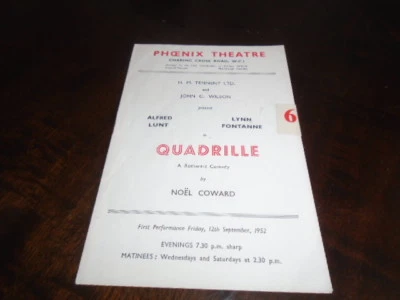 PHŒNIX THEATRE
CHARING CROSS ROAD, W.C.2
H. M. TENNENT LTD.
and
JOHN C. WILSON
present
ALFRED LUNT
LYNN FONTANNE
in
6
QUADRILLE
A Romantic Comedy
by
NOËL COWARD
First Performance Friday, 12th September, 1952
EVENINGS 7.30 p.m. sharp
MATINEES : Wednesdays and Saturdays at 2.30 p.m.